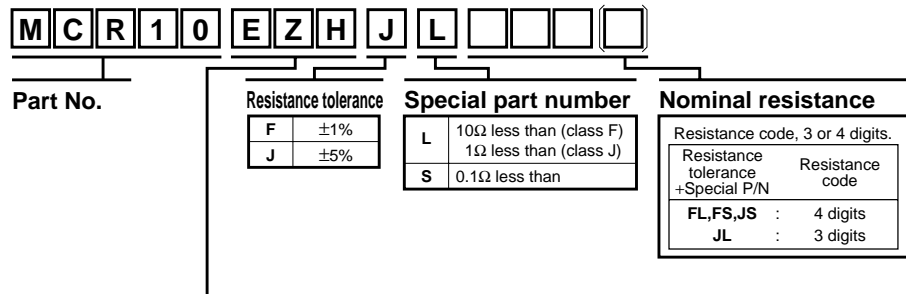 MCR10 EZH J L
Part No.
Resistance tolerance
F ±1%
J ±5%
Special part number
L 10Ω less than (class F)
1Ω less than (class J)
S 0.1Ω less than
Nominal resistance
Resistance code, 3 or 4 digits.
Resistance tolerance +Special P/N Resistance code
FL,FS,JS : 4 digits
JL : 3 digits